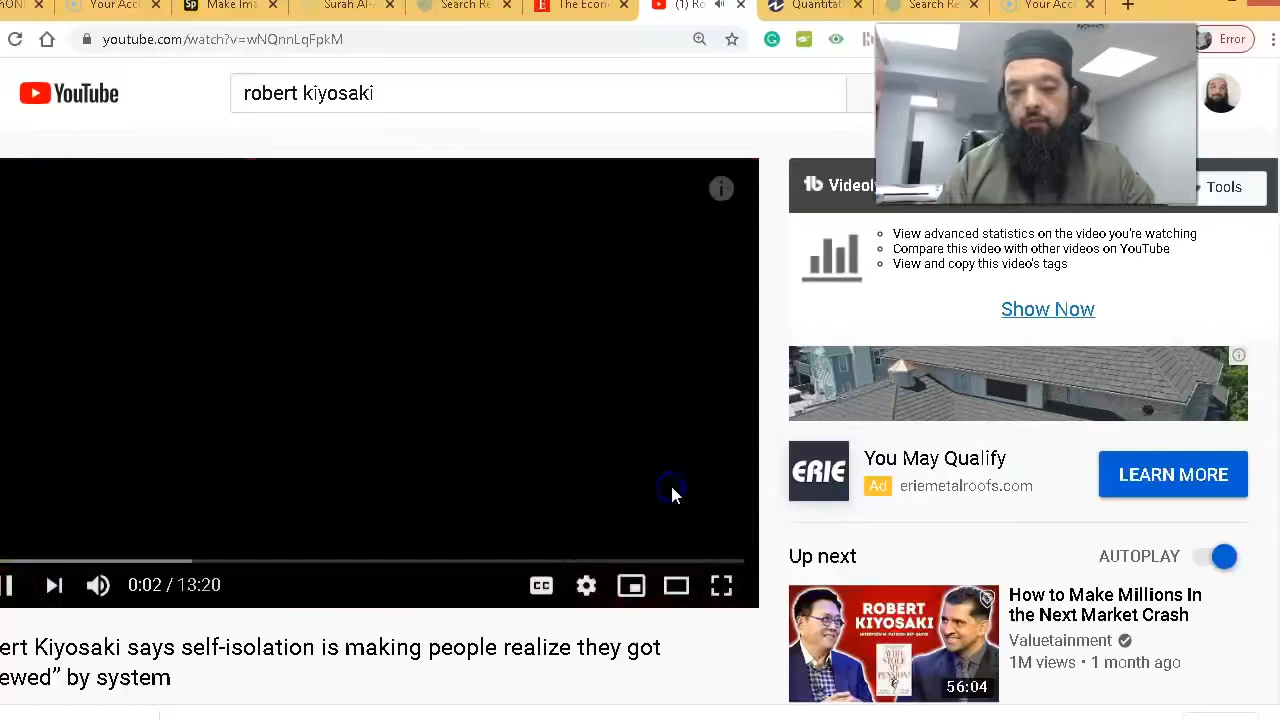 ONI
Your Acc
Make Ima
Surah Al-A
Search Re
The Econ
(1) Ro
Quantita
Search Re
Your Acc
youtube.com/watch?v=wNQnnLqFpkM
Error
YouTube
robert kiyosaki
Tools
View advanced statistics on the video you're watching
Compare this video with other videos on YouTube
View and copy this video's tags
Show Now
ERIE
You May Qualify
Ad eriemetalroofs.com
LEARN MORE
Up next
AUTOPLAY
0:02 / 13:20
CC
ROBERT
KIYOSAKI
56:04
How to Make Millions In
the Next Market Crash
Valuetainment
1M views • 1 month ago
ert Kiyosaki says self-isolation is making people realize they got
ewed” by system